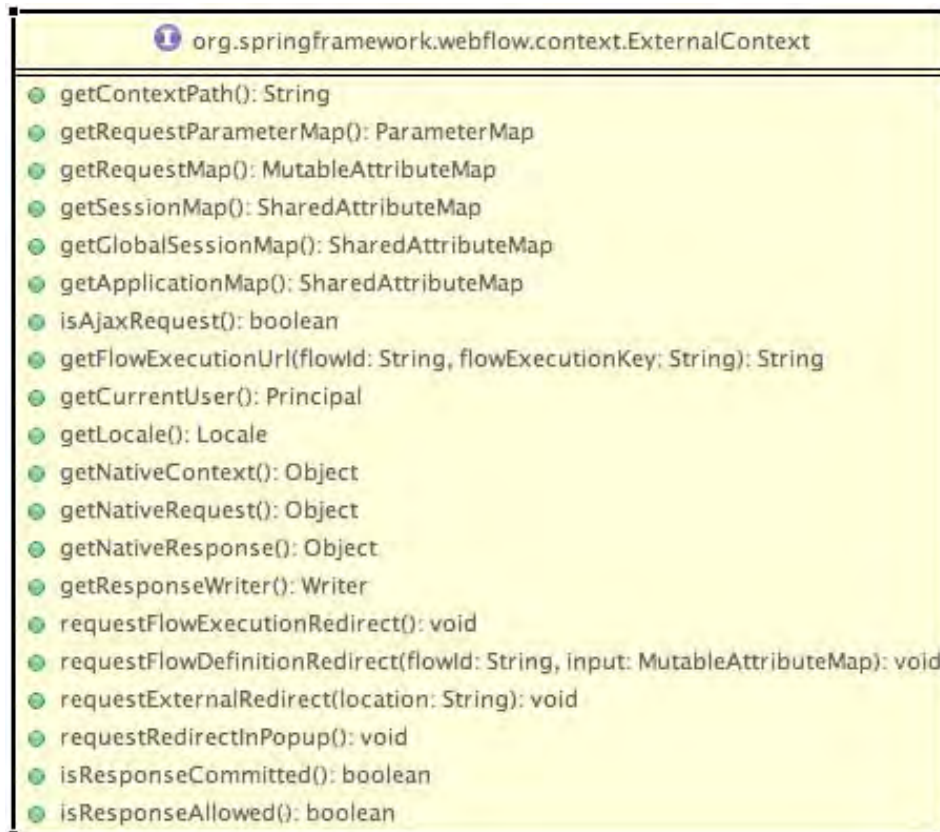 I org.springframework.webflow.context.ExternalContext
getContextPath(): String
getRequestParameterMap(): ParameterMap
getRequestMap(): MutableAttributeMap
getSessionMap(): SharedAttributeMap
getGlobalSessionMap(): SharedAttributeMap
getApplicationMap(): SharedAttributeMap
isAjaxRequest(): boolean
getFlowExecutionUrl(flowId: String, flowExecutionKey: String): String
getCurrentUser(): Principal
getLocale(): Locale
getNativeContext(): Object
getNativeRequest(): Object
getNativeResponse(): Object
getResponseWriter(): Writer
requestFlowExecutionRedirect(): void
requestFlowDefinitionRedirect(flowId: String, input: MutableAttributeMap): void
requestExternalRedirect(location: String): void
requestRedirectInPopup(): void
isResponseCommitted(): boolean
isResponseAllowed(): boolean